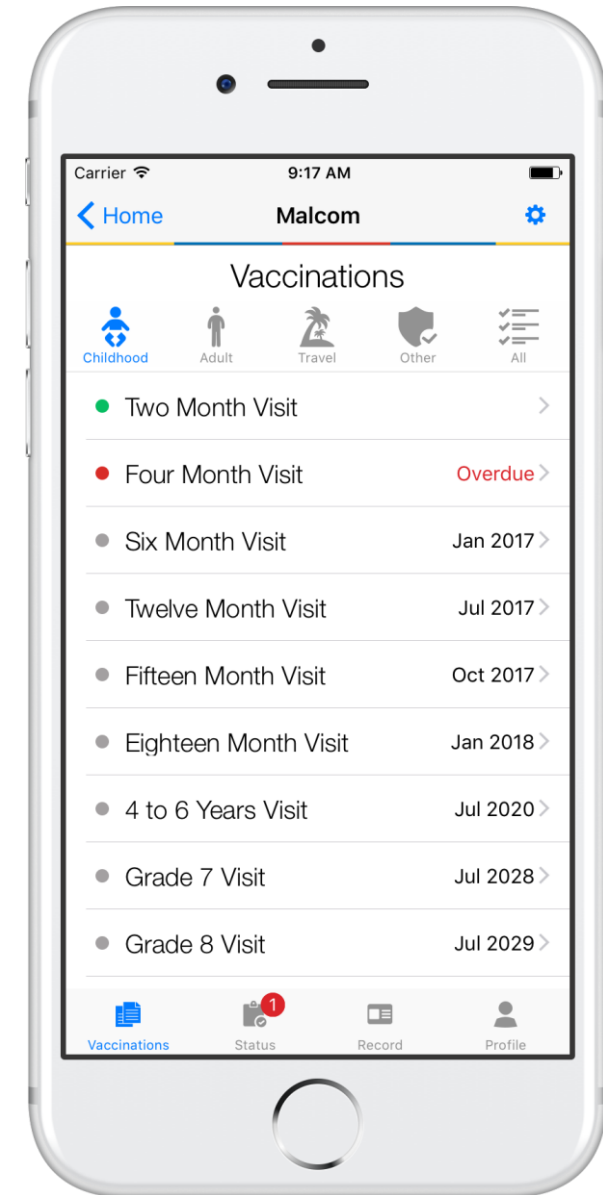 Carrier 9:17 AM
Home Malcom
Vaccinations
Childhood Adult Travel Other All
Two Month Visit
Four Month Visit Overdue
Six Month Visit Jan 2017
Twelve Month Visit Jul 2017
Fifteen Month Visit Oct 2017
Eighteen Month Visit Jan 2018
4 to 6 Years Visit Jul 2020
Grade 7 Visit Jul 2028
Grade 8 Visit Jul 2029
1
Vaccinations Status Record Profile